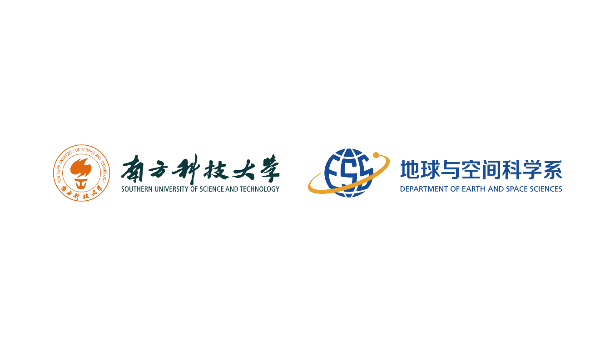 南方科技大学
SOUTHERN UNIVERSITY OF SCIENCE AND TECHNOLOGY
ESS
地球与空间科学系
DEPARTMENT OF EARTH AND SPACE SCIENCES